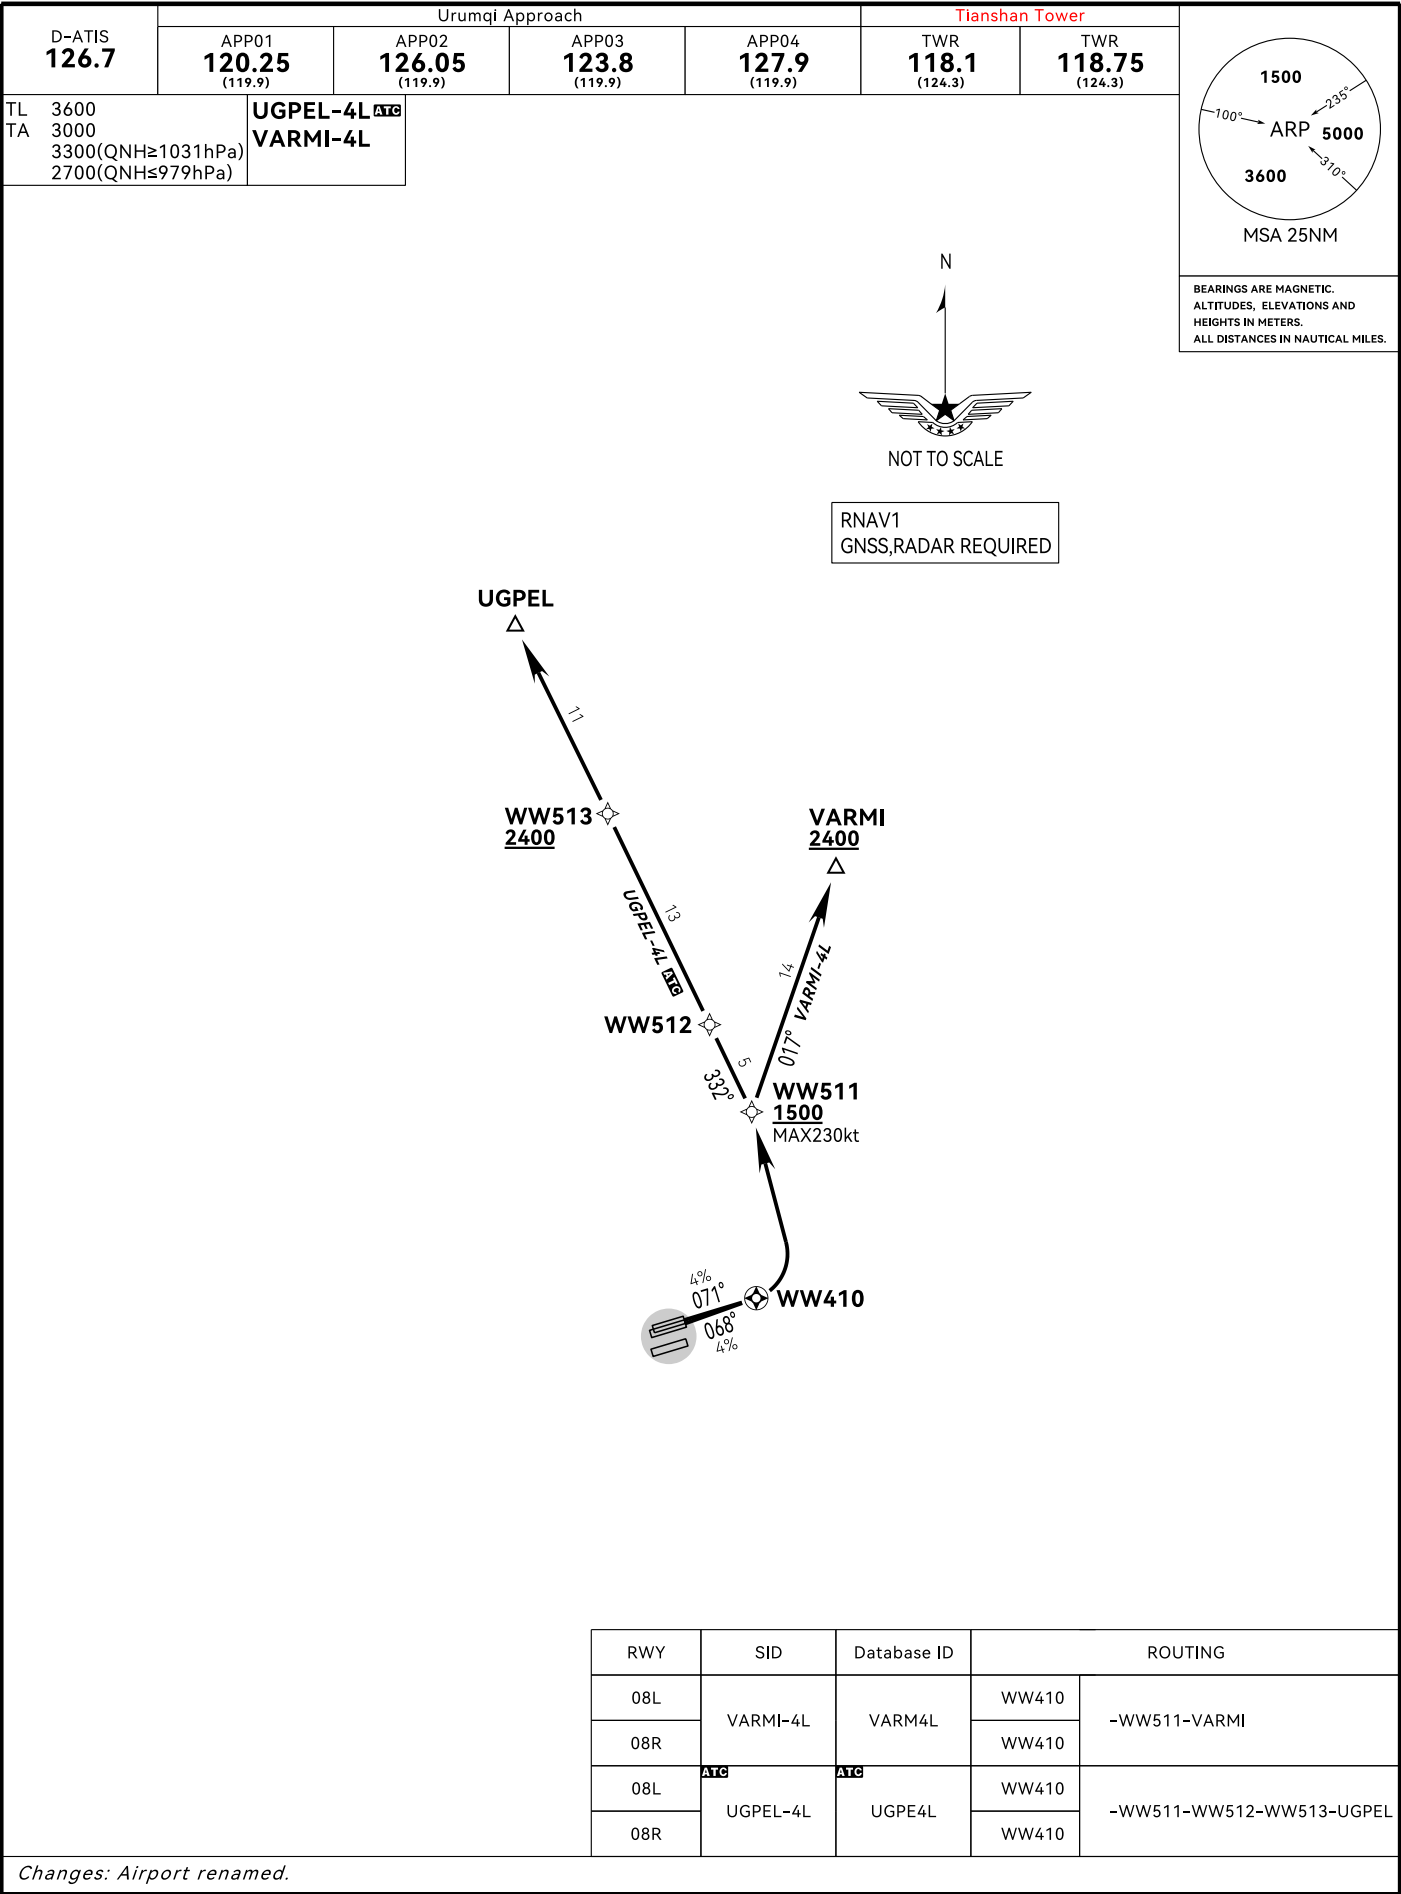 D-ATIS
126.7
Urumqi Approach
APP01
120.25
(119.9)
APP02
126.05
(119.9)
APP03
123.8
(119.9)
APP04
127.9
(119.9)
Tianshan Tower
TWR
118.1
(124.3)
TWR
118.75
(124.3)
TL 3600
TA 3000
3300(QNH≥1031hPa)
2700(QNH≤979hPa)
UGPEL-4L ATC
VARMI-4L
1500
235°
100°
ARP 5000
3600
310°
MSA 25NM
BEARINGS ARE MAGNETIC.
ALTITUDES, ELEVATIONS AND
HEIGHTS IN METERS.
ALL DISTANCES IN NAUTICAL MILES.
N
NOT TO SCALE
RNAV1
GNSS,RADAR REQUIRED
UGPEL
11
WW513
2400
VARMI
2400
13
UGPEL-4L ATC
14
017° VARMI-4L
WW512
5
332°
WW511
1500
MAX230kt
4%
071°
WW410
068°
4%
RWY SID Database ID ROUTING
08L WW410
VARMI-4L VARM4L -WW511-VARMI
08R WW410
ATC ATC
08L WW410
UGPEL-4L UGPE4L -WW511-WW512-WW513-UGPEL
08R WW410
Changes: Airport renamed.